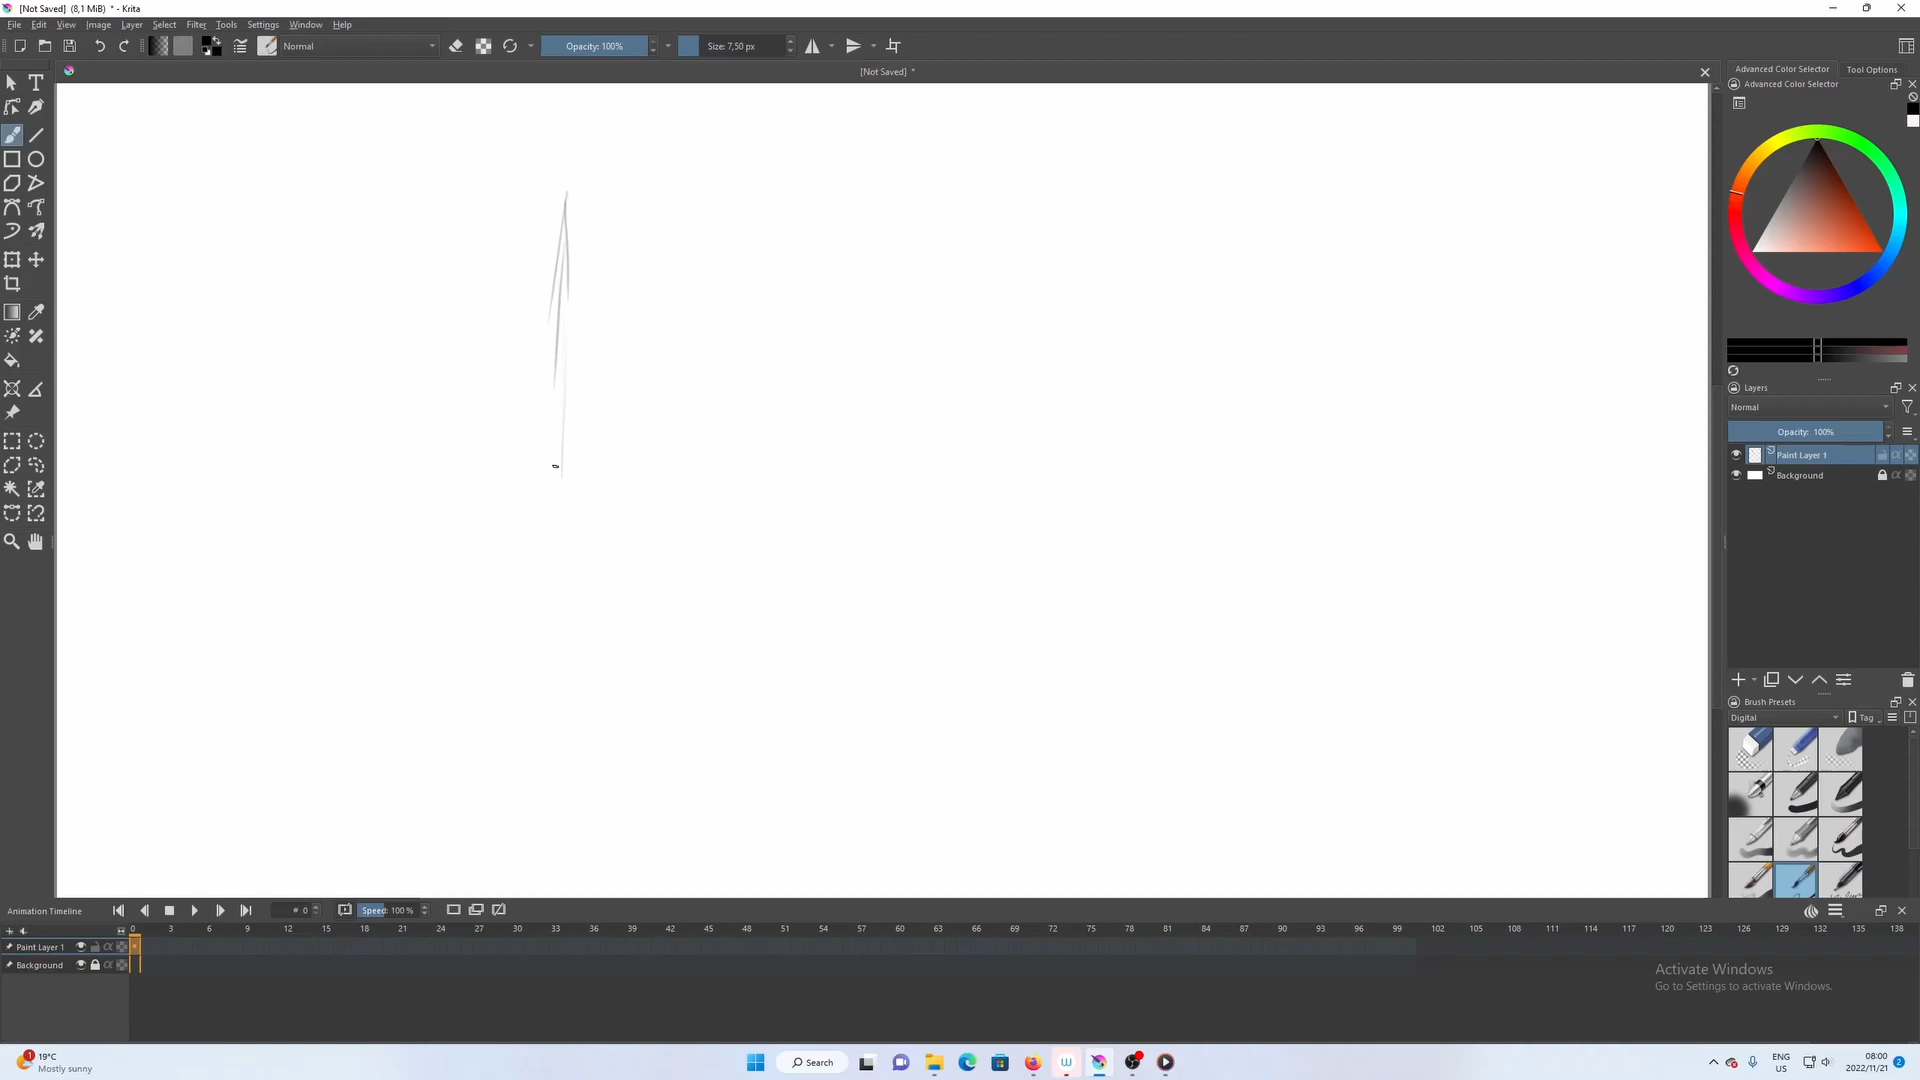 [Not Saved]  (8,1 MiB)  * - Krita
File Edit View Image Layer Select Filter Tools Settings Window Help
Normal Opacity: 100% Size: 7,50 px
[Not Saved] *
Advanced Color Selector Tool Options
Advanced Color Selector
Layers
Normal
Opacity: 100%
Paint Layer 1
Background
Brush Presets
Digital Tag
Animation Timeline # 0 Speed: 100 %
0 3 6 9 12 15 18 21 24 27 30 33 36 39 42 45 48 51 54 57 60 63 66 69 72 75 78 81 84 87 90 93 96 99 102 105 108 111 114 117 120 123 126 129 132 135 138
Paint Layer 1
Background
Activate Windows
Go to Settings to activate Windows.
1 19°C
Mostly sunny
Search
ENG
US
08:00
2022/11/21
2